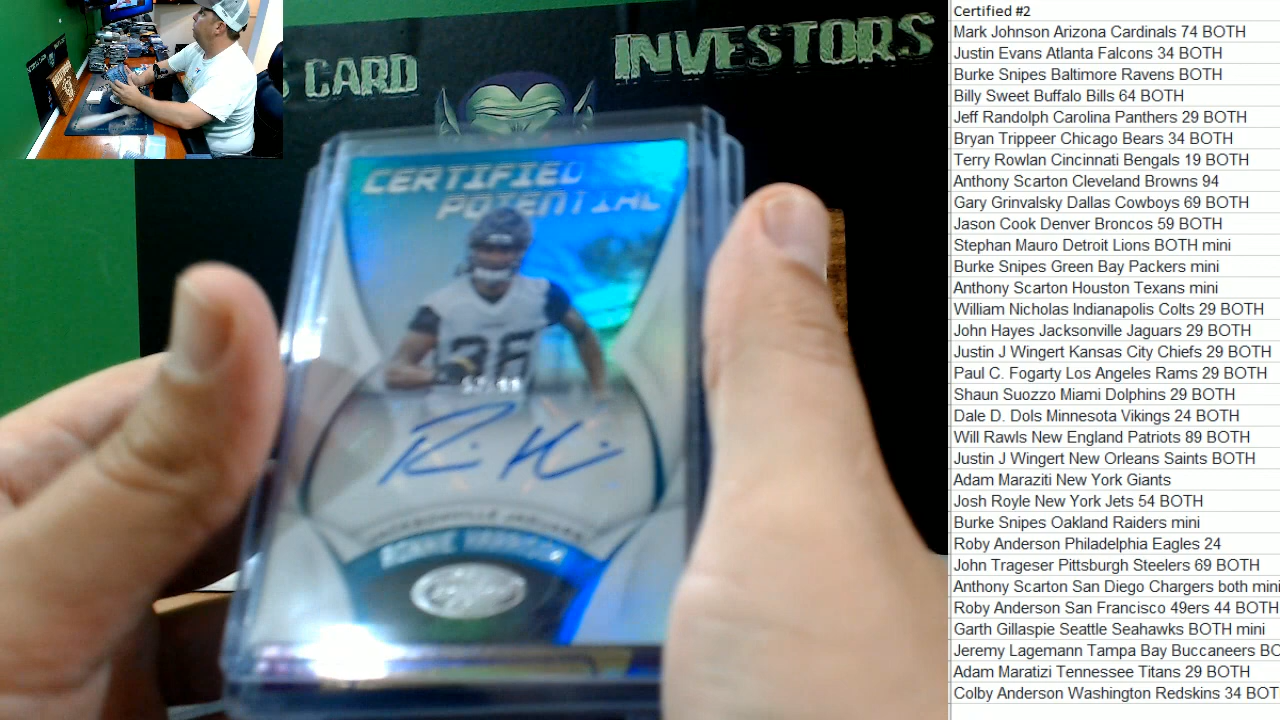 S CARD
INVESTORS
CERTIFIED
POTENTIAL
36
JACKSONVILLE JAGUARS
RONNIE HARRISON
Certified #2
Mark Johnson Arizona Cardinals 74 BOTH
Justin Evans Atlanta Falcons 34 BOTH
Burke Snipes Baltimore Ravens BOTH
Billy Sweet Buffalo Bills 64 BOTH
Jeff Randolph Carolina Panthers 29 BOTH
Bryan Trippeer Chicago Bears 34 BOTH
Terry Rowlan Cincinnati Bengals 19 BOTH
Anthony Scarton Cleveland Browns 94
Gary Grinvalsky Dallas Cowboys 69 BOTH
Jason Cook Denver Broncos 59 BOTH
Stephan Mauro Detroit Lions BOTH mini
Burke Snipes Green Bay Packers mini
Anthony Scarton Houston Texans mini
William Nicholas Indianapolis Colts 29 BOTH
John Hayes Jacksonville Jaguars 29 BOTH
Justin J Wingert Kansas City Chiefs 29 BOTH
Paul C. Fogarty Los Angeles Rams 29 BOTH
Shaun Suozzo Miami Dolphins 29 BOTH
Dale D. Dols Minnesota Vikings 24 BOTH
Will Rawls New England Patriots 89 BOTH
Justin J Wingert New Orleans Saints BOTH
Adam Maraziti New York Giants
Josh Royle New York Jets 54 BOTH
Burke Snipes Oakland Raiders mini
Roby Anderson Philadelphia Eagles 24
John Trageser Pittsburgh Steelers 69 BOTH
Anthony Scarton San Diego Chargers both mini
Roby Anderson San Francisco 49ers 44 BOTH
Garth Gillaspie Seattle Seahawks BOTH mini
Jeremy Lagemann Tampa Bay Buccaneers BO
Adam Maratizi Tennessee Titans 29 BOTH
Colby Anderson Washington Redskins 34 BOT